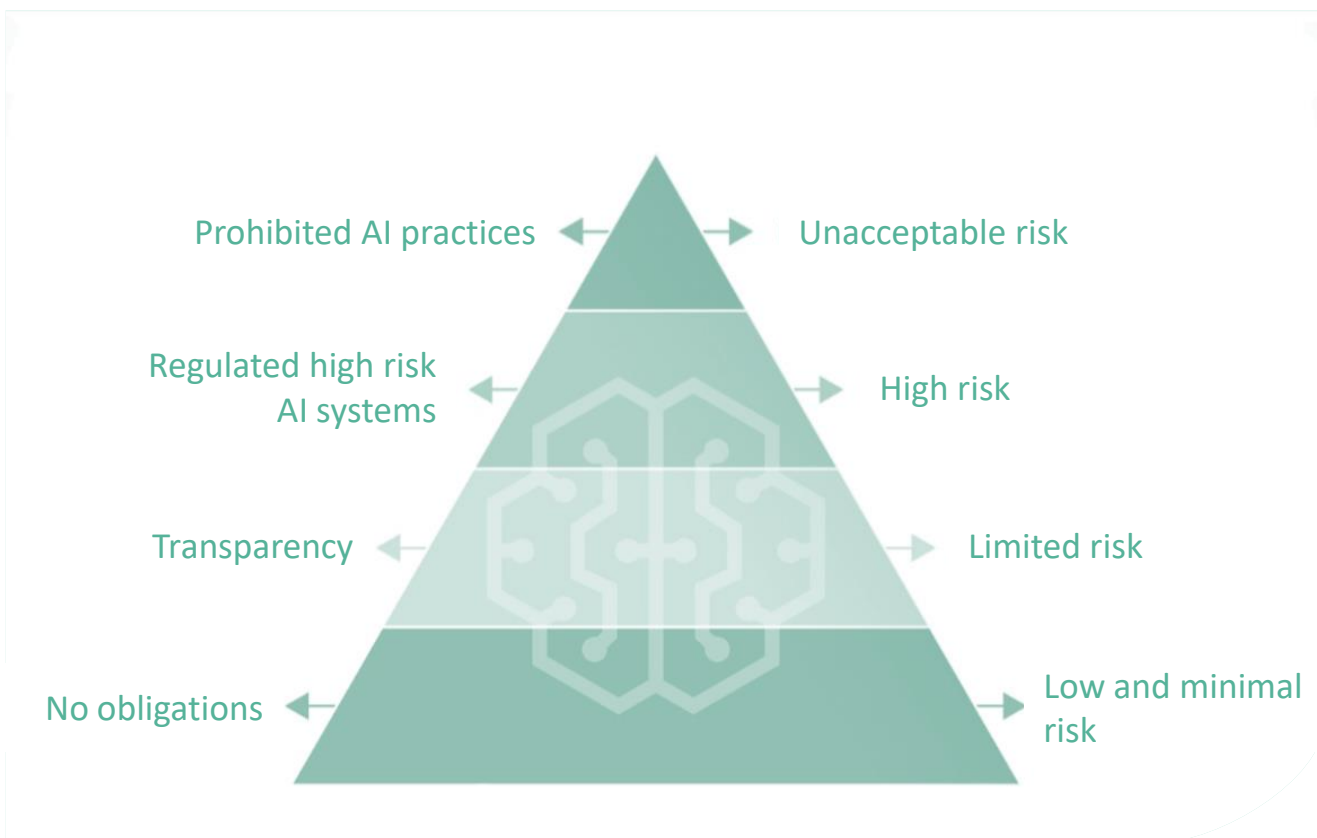 Prohibited AI practices
Unacceptable risk
Regulated high risk
AI systems
High risk
Transparency
Limited risk
No obligations
Low and minimal
risk